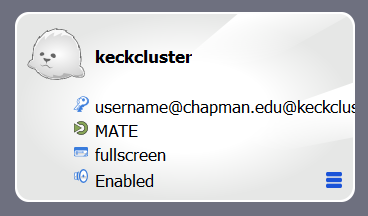 keckcluster
username@chapman.edu@keckclus
MATE
fullscreen
Enabled